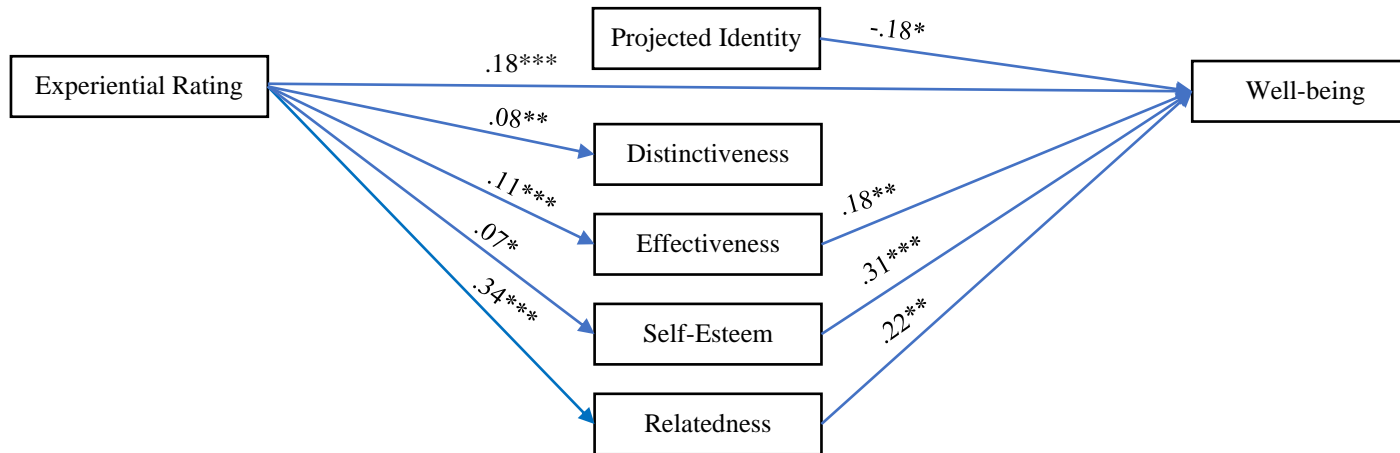 Projected Identity
-.18*
Experiential Rating
.18***
Well-being
.08**
Distinctiveness
.11***
Effectiveness
.18**
.07*
Self-Esteem
.31***
.34***
Relatedness
.22**